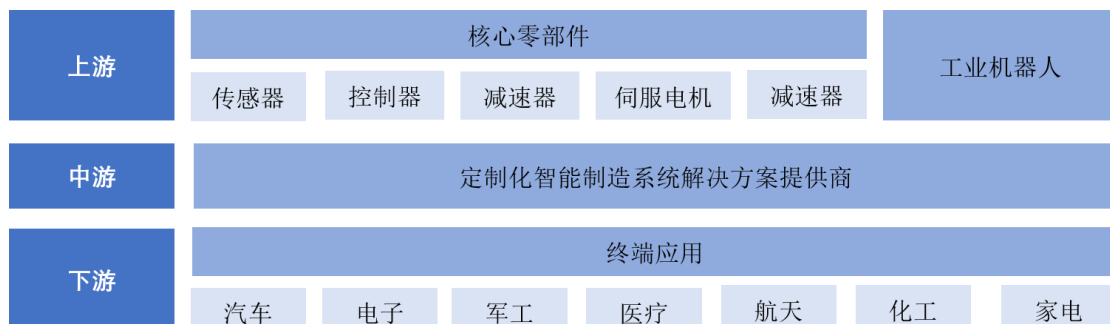 上游
核心零部件
工业机器人
传感器 控制器 减速器 伺服电机 减速器
中游
定制化智能制造系统解决方案提供商
下游
终端应用
汽车 电子 军工 医疗 航天 化工 家电